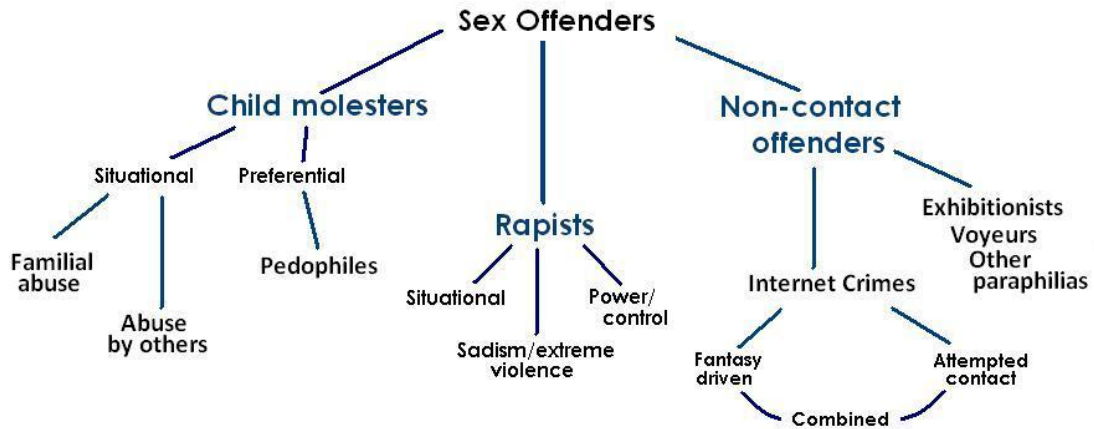 Sex Offenders
Child molesters
Non-contact
offenders
Situational
Preferential
Rapists
Exhibitionists
Voyeurs
Other
paraphilias
Familial
abuse
Pedophiles
Abuse
by others
Situational
Power/
control
Sadism/extreme
violence
Internet Crimes
Fantasy
driven
Attempted
contact
Combined